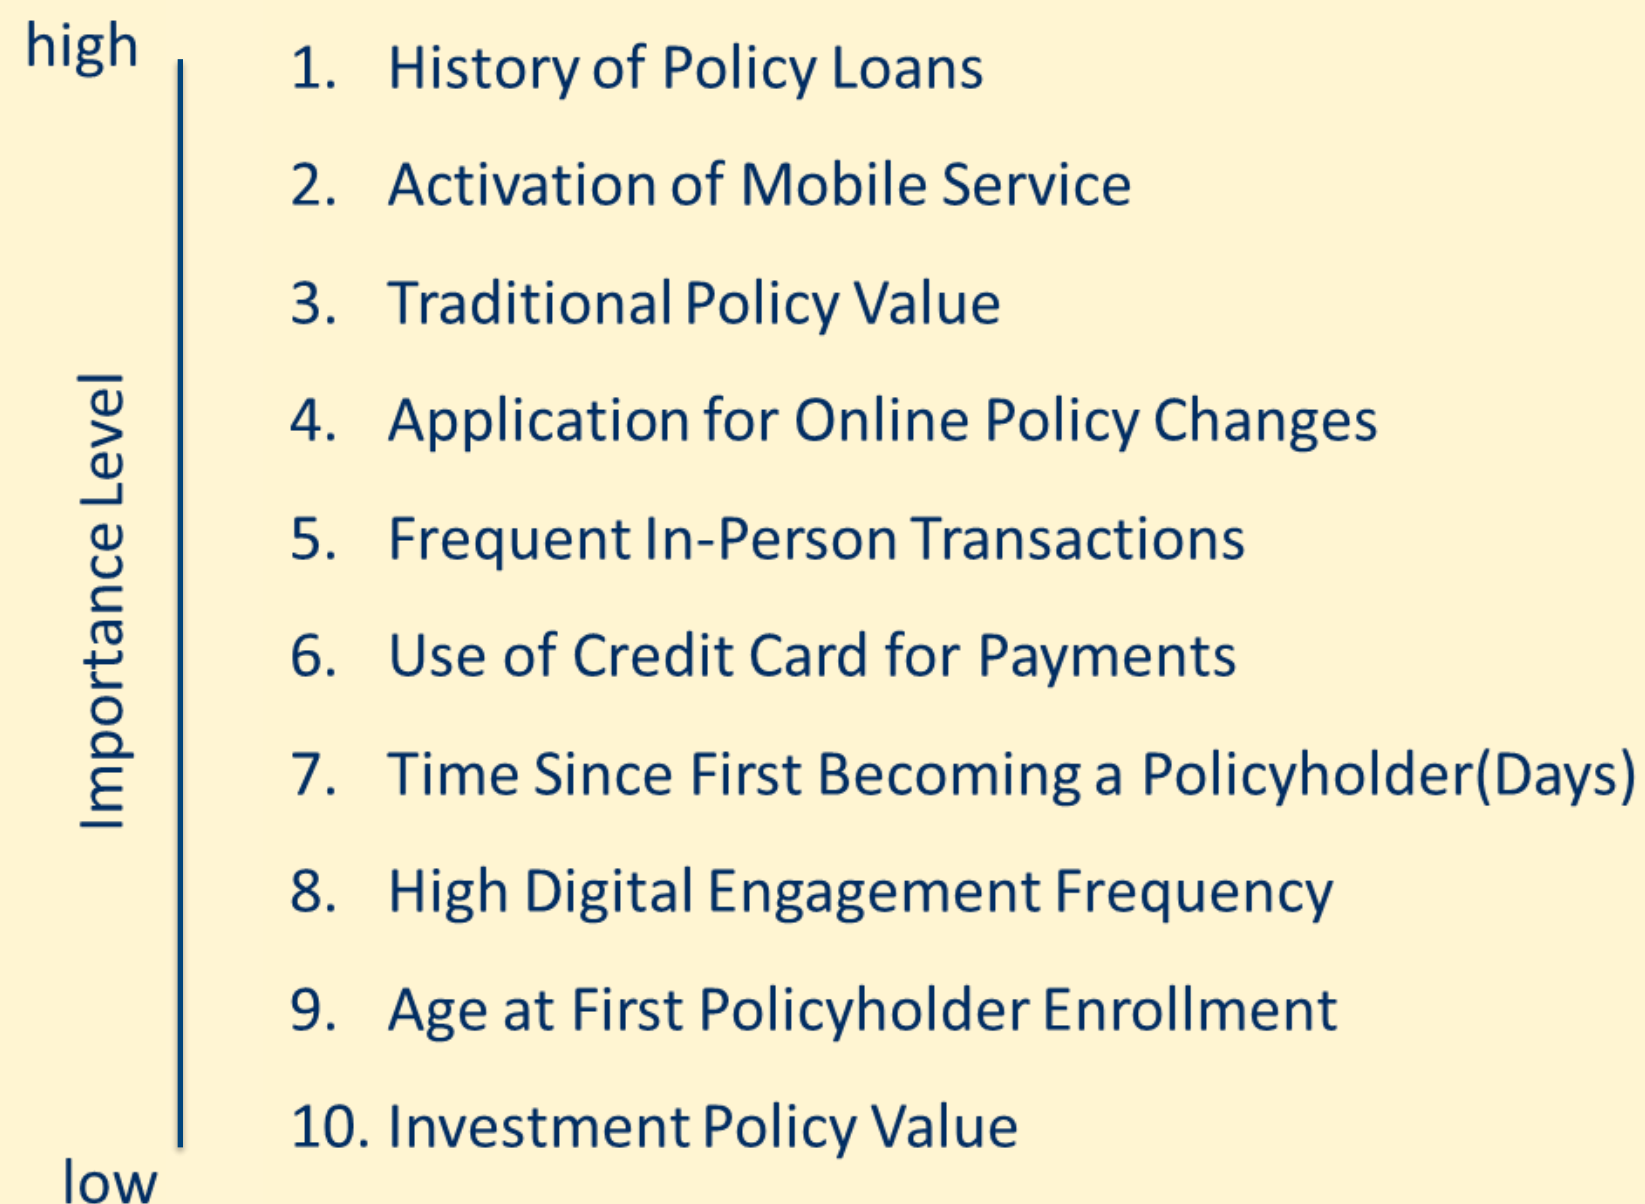 high
1. History of Policy Loans
2. Activation of Mobile Service
3. Traditional Policy Value
4. Application for Online Policy Changes
5. Frequent In-Person Transactions
6. Use of Credit Card for Payments
7. Time Since First Becoming a Policyholder(Days)
8. High Digital Engagement Frequency
9. Age at First Policyholder Enrollment
10. Investment Policy Value
low
Importance Level